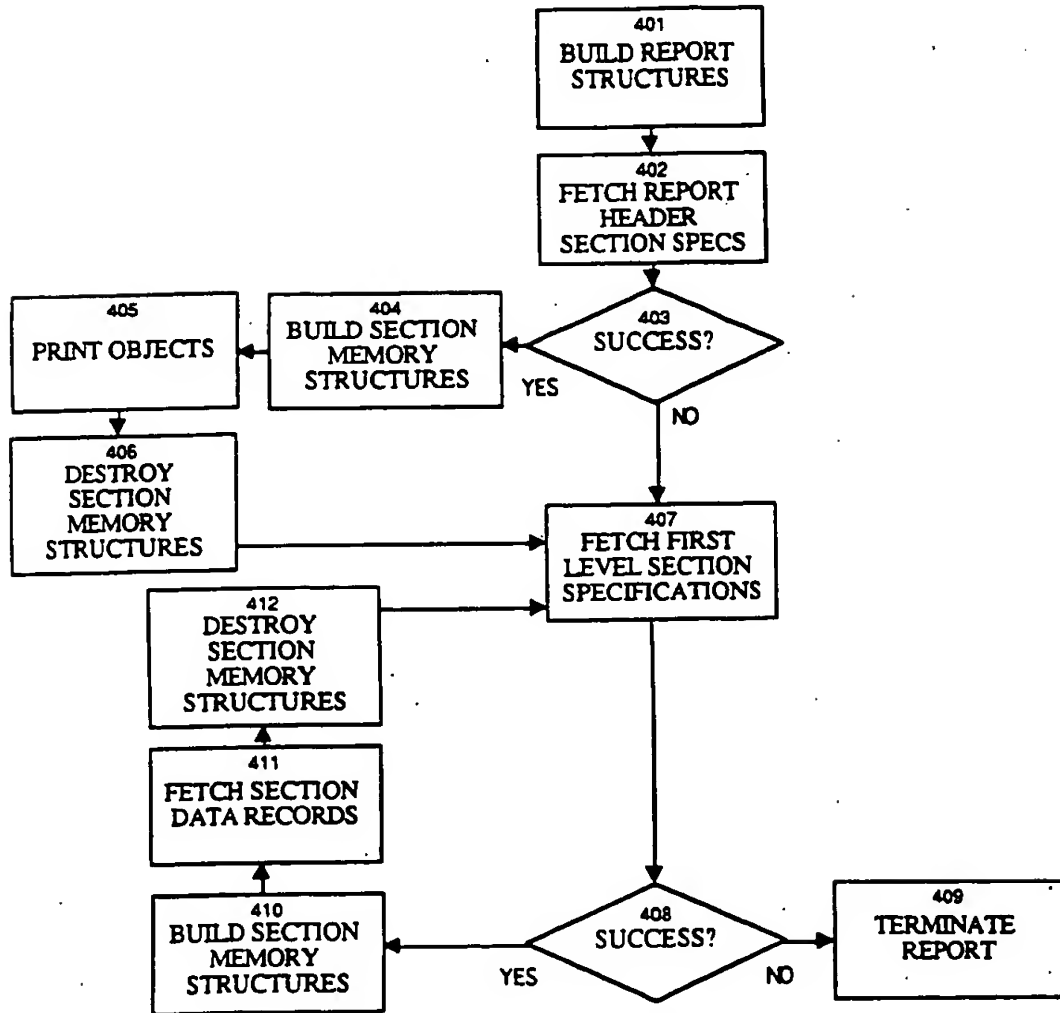 401
BUILD REPORT
STRUCTURES
402
FETCH REPORT
HEADER
SECTION SPECS
403
SUCCESS?
YES
NO
404
BUILD SECTION
MEMORY
STRUCTURES
405
PRINT OBJECTS
406
DESTROY
SECTION
MEMORY
STRUCTURES
407
FETCH FIRST
LEVEL SECTION
SPECIFICATIONS
412
DESTROY
SECTION
MEMORY
STRUCTURES
411
FETCH SECTION
DATA RECORDS
410
BUILD SECTION
MEMORY
STRUCTURES
408
SUCCESS?
YES
NO
409
TERMINATE
REPORT